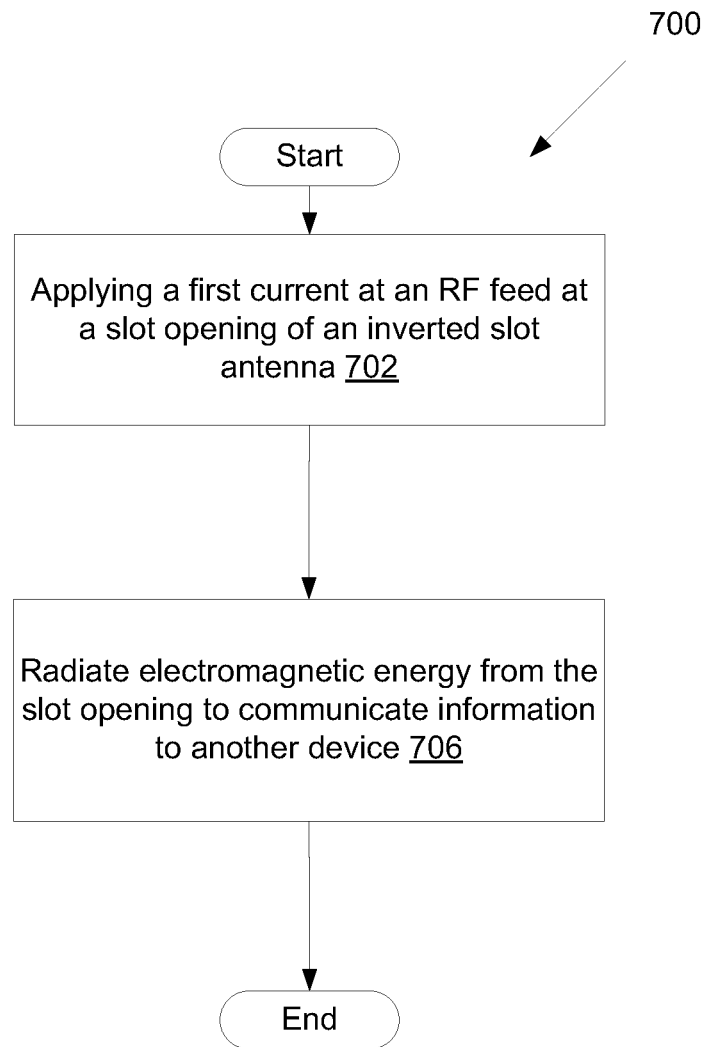 700
Start
Applying a first current at an RF feed at
a slot opening of an inverted slot
antenna 702
Radiate electromagnetic energy from the
slot opening to communicate information
to another device 706
End